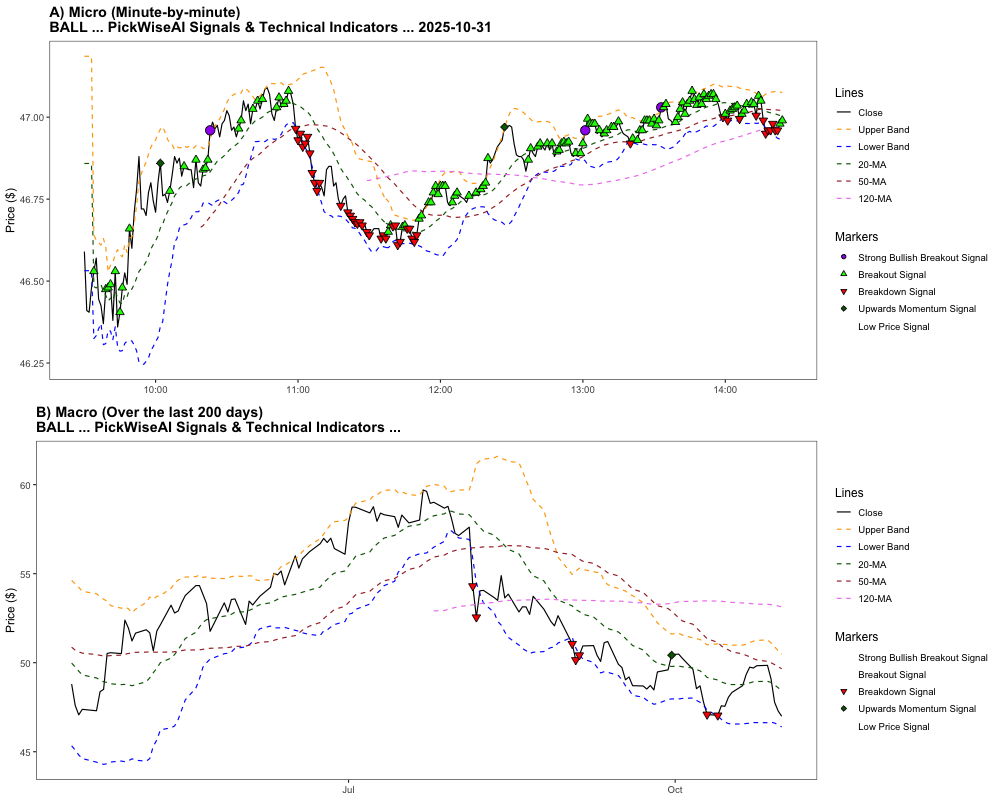 A) Micro (Minute-by-minute)
BALL ... PickWiseAI Signals & Technical Indicators ... 2025-10-31
Price ($)
47.00
46.75
46.50
46.25
10:00
11:00
12:00
13:00
14:00
Lines
Close
Upper Band
Lower Band
20-MA
50-MA
120-MA
Markers
Strong Bullish Breakout Signal
Breakout Signal
Breakdown Signal
Upwards Momentum Signal
Low Price Signal
B) Macro (Over the last 200 days)
BALL ... PickWiseAI Signals & Technical Indicators ...
Price ($)
60
55
50
45
Jul
Oct
Lines
Close
Upper Band
Lower Band
20-MA
50-MA
120-MA
Markers
Strong Bullish Breakout Signal
Breakout Signal
Breakdown Signal
Upwards Momentum Signal
Low Price Signal